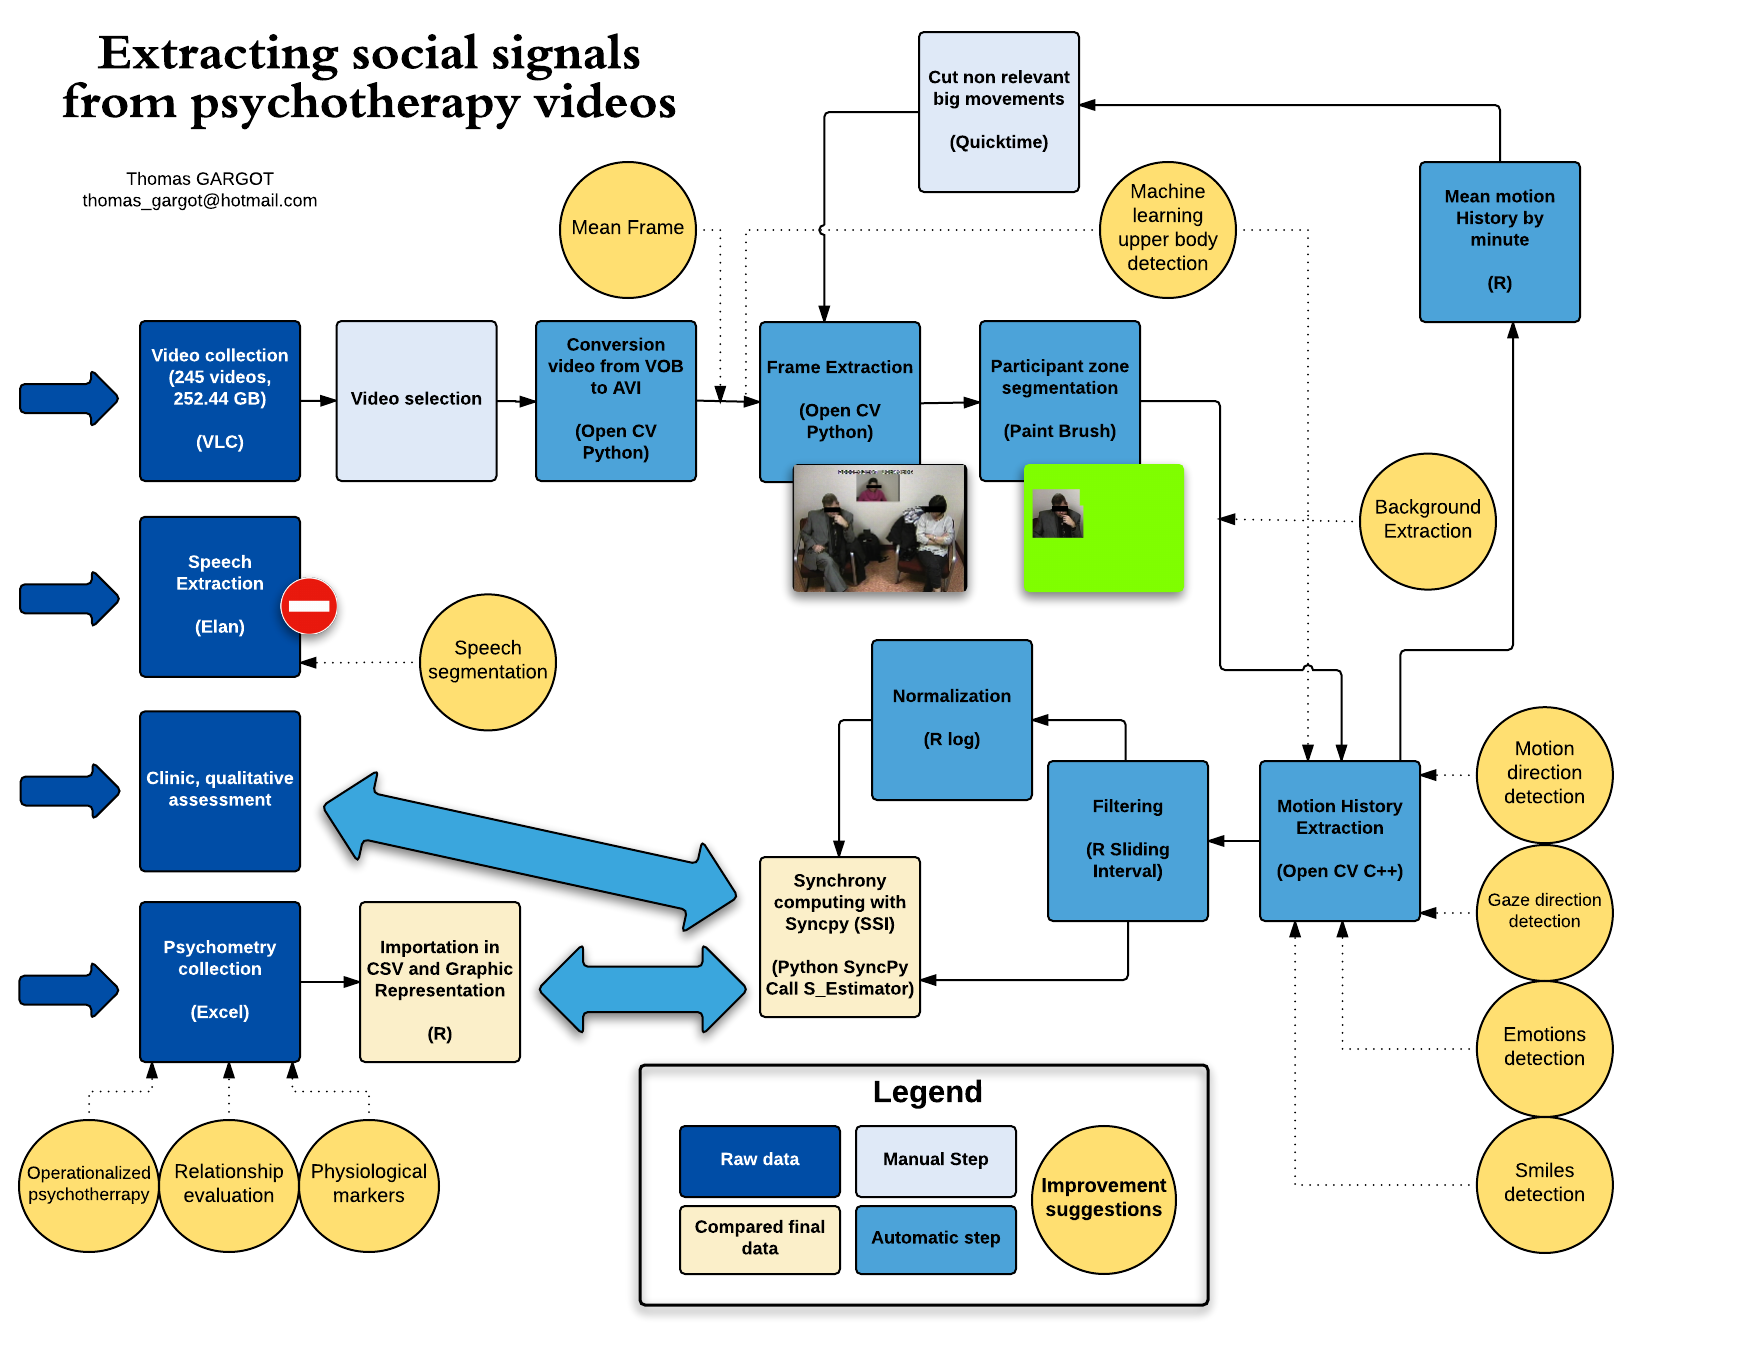 Extracting social signals
from psychotherapy videos
Thomas GARGOT
thomas_gargot@hotmail.com
Cut non relevant
big movements
(Quicktime)
Mean Frame
Machine
learning
upper body
detection
Mean motion
History by
minute
(R)
Video collection
(245 videos,
252.44 GB)
(VLC)
Video selection
Conversion
video from VOB
to AVI
(Open CV
Python)
Frame Extraction
(Open CV
Python)
Participant zone
segmentation
(Paint Brush)
Background
Extraction
Speech
Extraction
(Elan)
Speech
segmentation
Normalization
(R log)
Clinic, qualitative
assessment
Filtering
(R Sliding
Interval)
Motion History
Extraction
(Open CV C++)
Motion
direction
detection
Gaze direction
detection
Emotions
detection
Smiles
detection
Synchrony
computing with
Syncpy (SSI)
(Python SyncPy
Call S_Estimator)
Psychometry
collection
(Excel)
Importation in
CSV and Graphic
Representation
(R)
Operationalized
psychotherapy
Relationship
evaluation
Physiological
markers
Legend
Raw data
Manual Step
Improvement
suggestions
Compared final
data
Automatic step